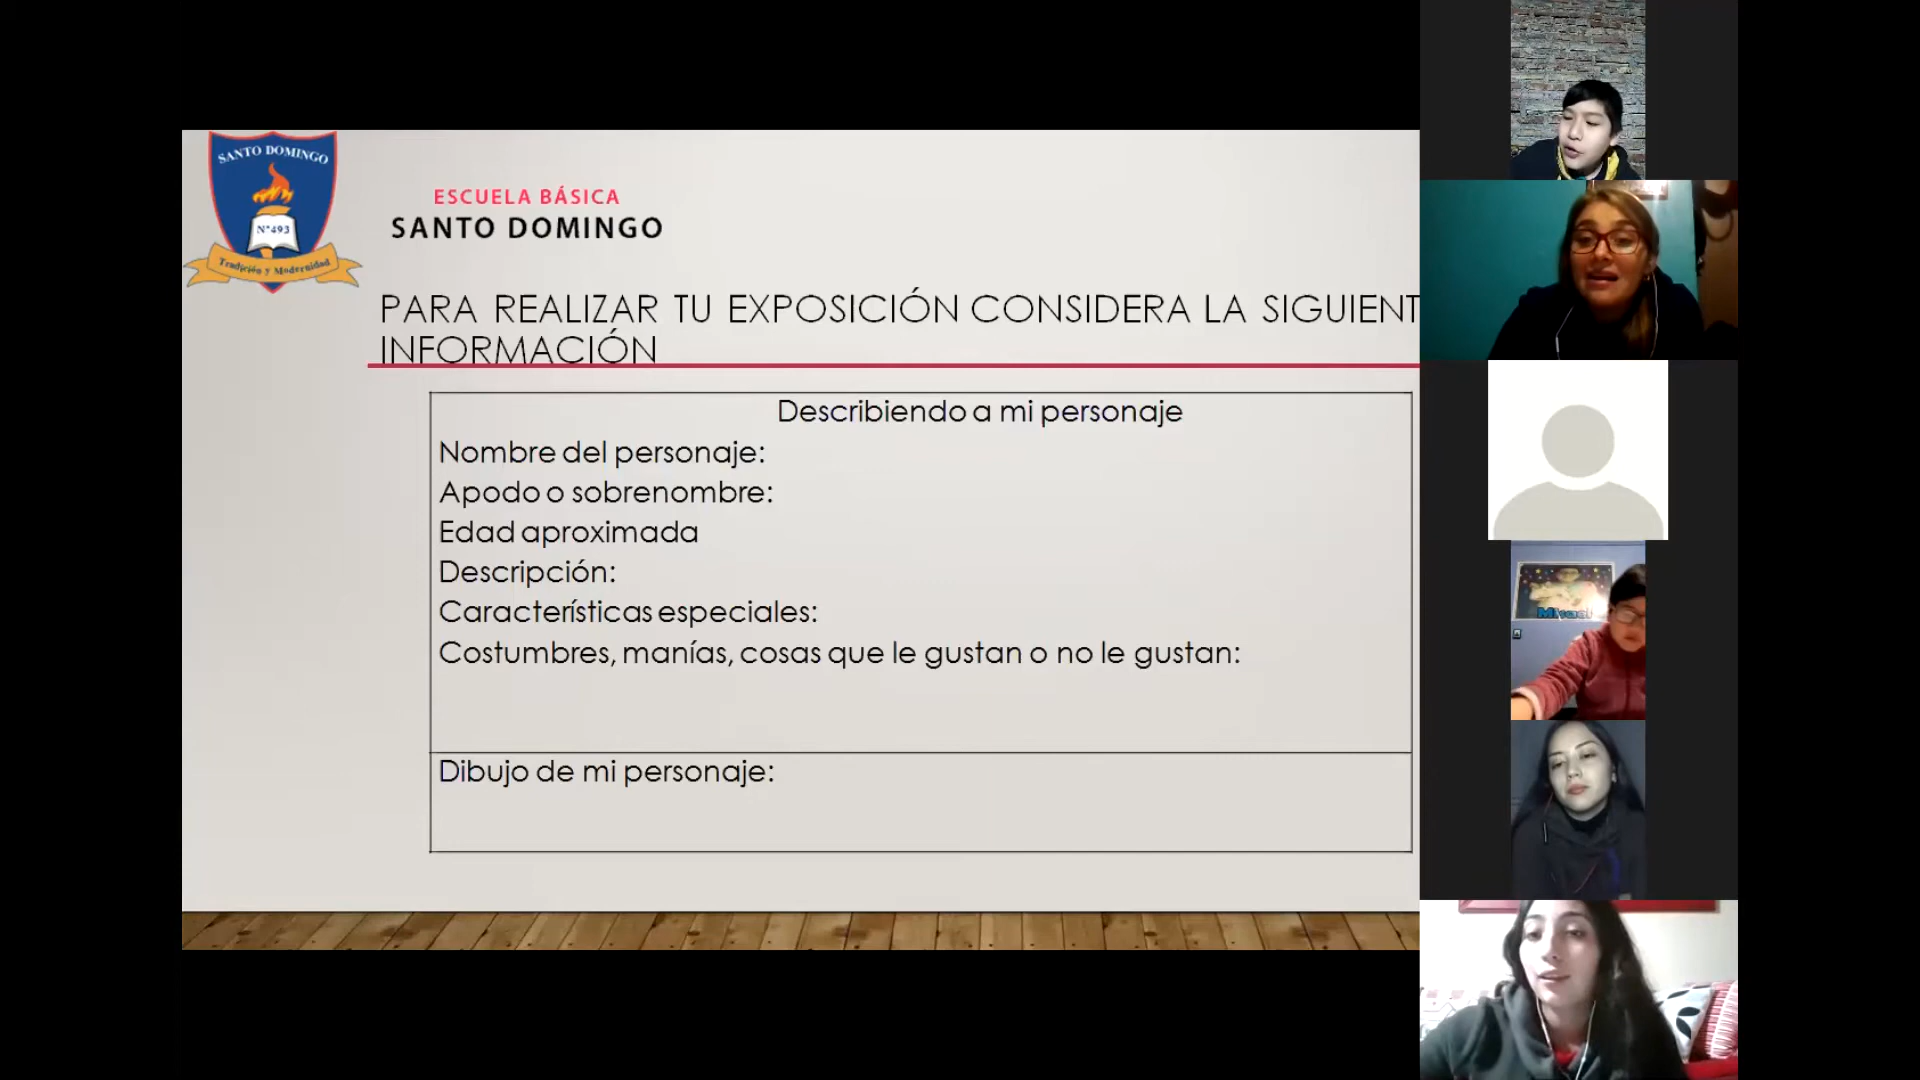 SANTO DOMINGO
N°493
Tradición y Modernidad
ESCUELA BÁSICA
SANTO DOMINGO
PARA REALIZAR TU EXPOSICIÓN CONSIDERA LA SIGUIENT
INFORMACIÓN
Describiendo a mi personaje
Nombre del personaje:
Apodo o sobrenombre:
Edad aproximada
Descripción:
Características especiales:
Costumbres, manías, cosas que le gustan o no le gustan:
Dibujo de mi personaje: